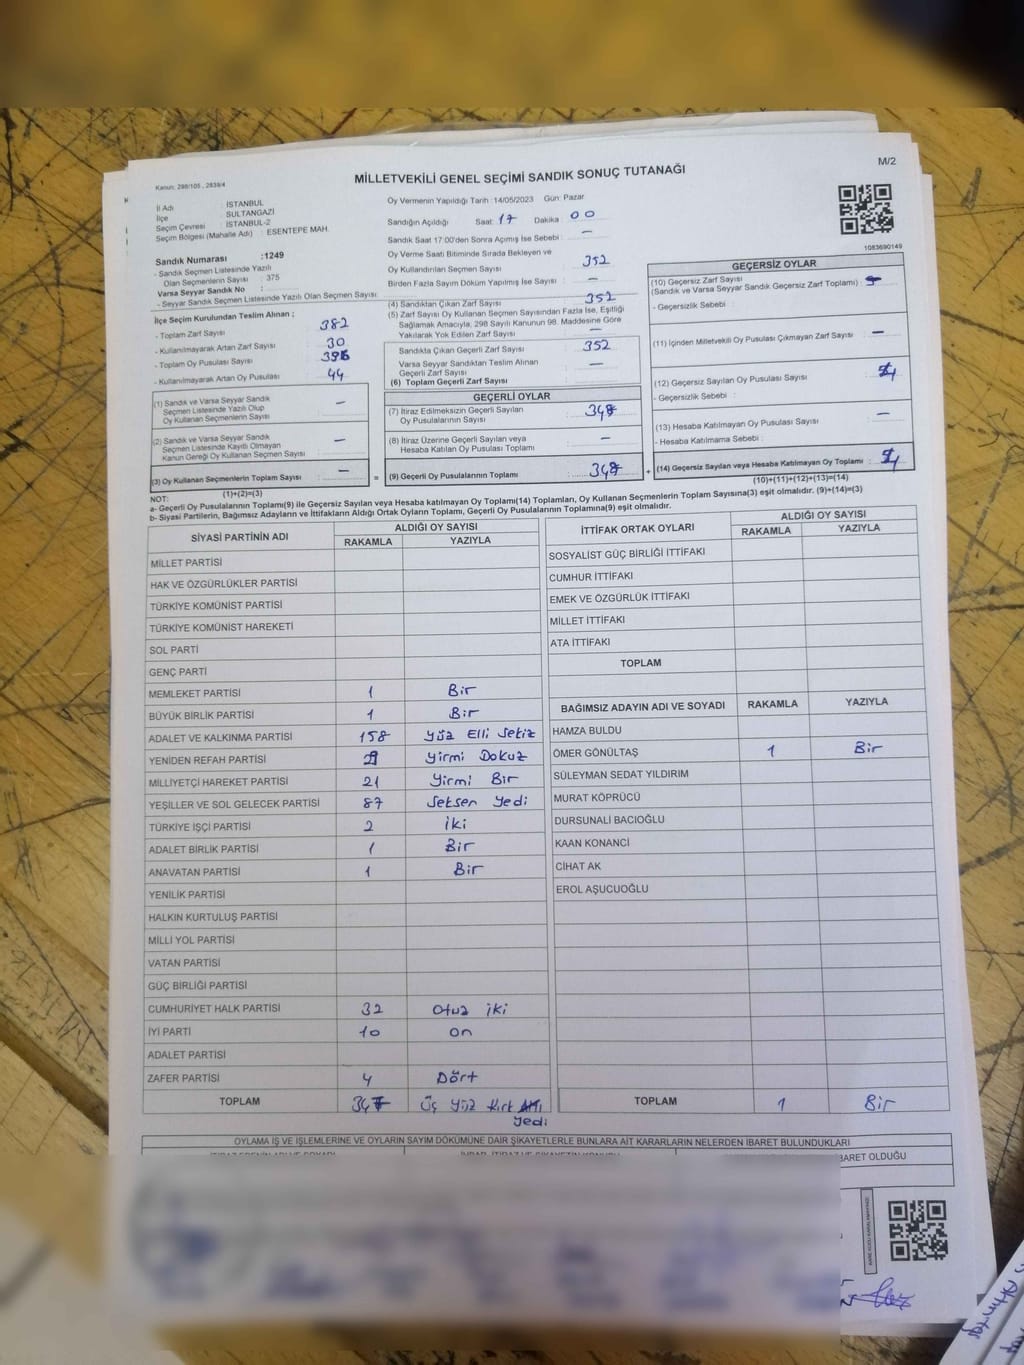 M/2
Kanun: 298/105 , 2839/4
MİLLETVEKİLİ GENEL SEÇİMİ SANDIK SONUÇ TUTANAĞI
İl Adı : İSTANBUL
İlçe : SULTANGAZİ
Seçim Çevresi : İSTANBUL-2
Seçim Bölgesi (Mahalle Adı) : ESENTEPE MAH.
Oy Vermenin Yapıldığı Tarih :14/05/2023 Gün: Pazar
Sandığın Açıldığı Saat: 17 Dakika : 00
Sandık Saat 17:00'den Sonra Açımış İse Sebebi : -
Sandık Numarası :1249
- Sandık Seçmen Listesinde Yazılı
Olan Seçmenlerin Sayısı : 375
Varsa Seyyar Sandık No :
- Seyyar Sandık Seçmen Listesinde Yazılı Olan Seçmen Sayısı:
Oy Verme Saati Bitiminde Sırada Bekleyen ve
Oy Kullandırılan Seçmen Sayısı 352
Birden Fazla Sayım Döküm Yapılmış İse Sayısı : -
1083690149
İlçe Seçim Kurulundan Teslim Alınan ;
- Toplam Zarf Sayısı 382
- Kullanılmayarak Artan Zarf Sayısı : 30
- Toplam Oy Pusulası Sayısı : 396
- Kullanılmayarak Artan Oy Pusulası : 44
(4) Sandıktan Çıkan Zarf Sayısı : 352
(5) Zarf Sayısı Oy Kullanan Seçmen Sayısından Fazla İse, Eşitliği
Sağlamak Amacıyla, 298 Sayılı Kanunun 98. Maddesine Göre
Yakılarak Yok Edilen Zarf Sayısı : -
Sandıkta Çıkan Geçerli Zarf Sayısı : 352
Varsa Seyyar Sandıktan Teslim Alınan
Geçerli Zarf Sayısı : -
(6) Toplam Geçerli Zarf Sayısı :
(1) Sandık ve Varsa Seyyar Sandık
Seçmen Listesinde Yazılı Olup
Oy Kullanan Seçmenlerin Sayısı : -
(2) Sandık ve Varsa Seyyar Sandık
Seçmen Listesinde Kayıtlı Olmayan
Kanun Gereği Oy Kullanan Seçmen Sayısı : -
(3) Oy Kullanan Seçmenlerin Toplam Sayısı : -
(1)+(2)=(3)
=
GEÇERLİ OYLAR
(7) İtiraz Edilmeksizin Geçerli Sayılan
Oy Pusulalarının Sayısı : 348
(8) İtiraz Üzerine Geçerli Sayılan veya
Hesaba Katılan Oy Pusulası Toplamı : -
(9) Geçerli Oy Pusulalarının Toplamı : 348
+
GEÇERSİZ OYLAR
(10) Geçersiz Zarf Sayısı
(Sandık ve Varsa Seyyar Sandık Geçersiz Zarf Toplamı) :
- Geçersizlik Sebebi :
(11) İçinden Milletvekili Oy Pusulası Çıkmayan Zarf Sayısı : -
(12) Geçersiz Sayılan Oy Pusulası Sayısı : 4
- Geçersizlik Sebebi :
(13) Hesaba Katılmayan Oy Pusulası Sayısı : -
- Hesaba Katılmama Sebebi :
(14) Geçersiz Sayılan veya Hesaba Katılmayan Oy Toplamı : 4
(10)+(11)+(12)+(13)=(14)
NOT:
a- Geçerli Oy Pusulalarının Toplamı(9) ile Geçersiz Sayılan veya Hesaba katılmayan Oy Toplamı(14) Toplamları, Oy Kullanan Seçmenlerin Toplam Sayısına(3) eşit olmalıdır. (9)+(14)=(3)
b- Siyasi Partilerin, Bağımsız Adayların ve İttifakların Aldığı Ortak Oyların Toplamı, Geçerli Oy Pusulalarının Toplamına(9) eşit olmalıdır.
SİYASİ PARTİNİN ADI ALDIĞI OY SAYISI
RAKAMLA YAZIYLA
MİLLET PARTİSİ
HAK VE ÖZGÜRLÜKLER PARTİSİ
TÜRKİYE KOMÜNİST PARTİSİ
TÜRKİYE KOMÜNİST HAREKETİ
SOL PARTİ
GENÇ PARTİ
MEMLEKET PARTİSİ 1 Bir
BÜYÜK BİRLİK PARTİSİ 1 Bir
ADALET VE KALKINMA PARTİSİ 158 Yüz Elli Sekiz
YENİDEN REFAH PARTİSİ 29 Yirmi Dokuz
MİLLİYETÇİ HAREKET PARTİSİ 21 Yirmi Bir
YEŞİLLER VE SOL GELECEK PARTİSİ 87 Seksen Yedi
TÜRKİYE İŞÇİ PARTİSİ 2 iki
ADALET BİRLİK PARTİSİ 1 Bir
ANAVATAN PARTİSİ 1 Bir
YENİLİK PARTİSİ
HALKIN KURTULUŞ PARTİSİ
MİLLİ YOL PARTİSİ
VATAN PARTİSİ
GÜÇ BİRLİĞİ PARTİSİ
CUMHURİYET HALK PARTİSİ 32 Otuz iki
İYİ PARTİ 10 On
ADALET PARTİSİ
ZAFER PARTİSİ 4 Dört
TOPLAM 347 Üç Yüz Kırk
Yedi
İTTİFAK ORTAK OYLARI ALDIĞI OY SAYISI
RAKAMLA YAZIYLA
SOSYALİST GÜÇ BİRLİĞİ İTTİFAKI
CUMHUR İTTİFAKI
EMEK VE ÖZGÜRLÜK İTTİFAKI
MİLLET İTTİFAKI
ATA İTTİFAKI
TOPLAM
BAĞIMSIZ ADAYIN ADI VE SOYADI RAKAMLA YAZIYLA
HAMZA BULDU
ÖMER GÖNÜLTAŞ 1 Bir
SÜLEYMAN SEDAT YILDIRIM
MURAT KÖPRÜCÜ
DURSUNALİ BACIOĞLU
KAAN KONANCİ
CİHAT AK
EROL AŞUCUOĞLU
TOPLAM 1 Bir
OYLAMA İŞ VE İŞLEMLERİNE VE OYLARIN SAYIM DÖKÜMÜNE DAİR ŞİKAYETLERLE BUNLARA AİT KARARLARIN NELERDEN İBARET BULUNDUKLARI
BARET OLDUĞU